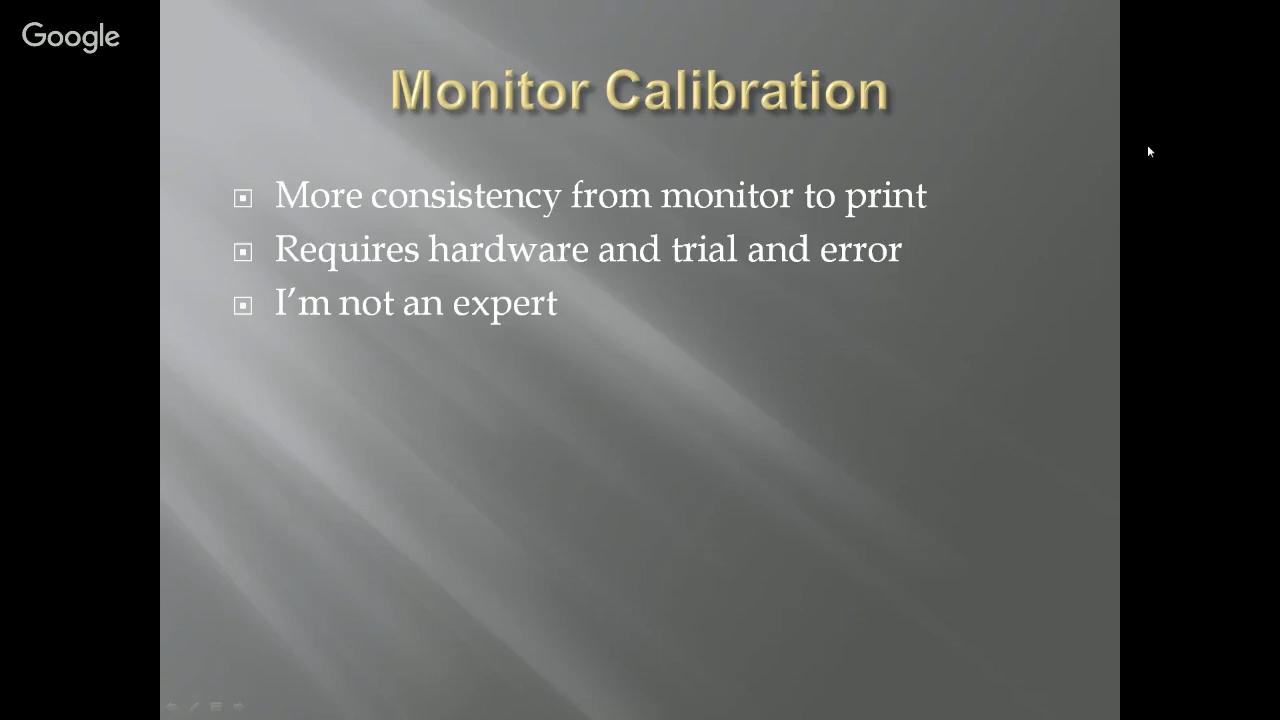 Google
Monitor Calibration
More consistency from monitor to print
Requires hardware and trial and error
I’m not an expert